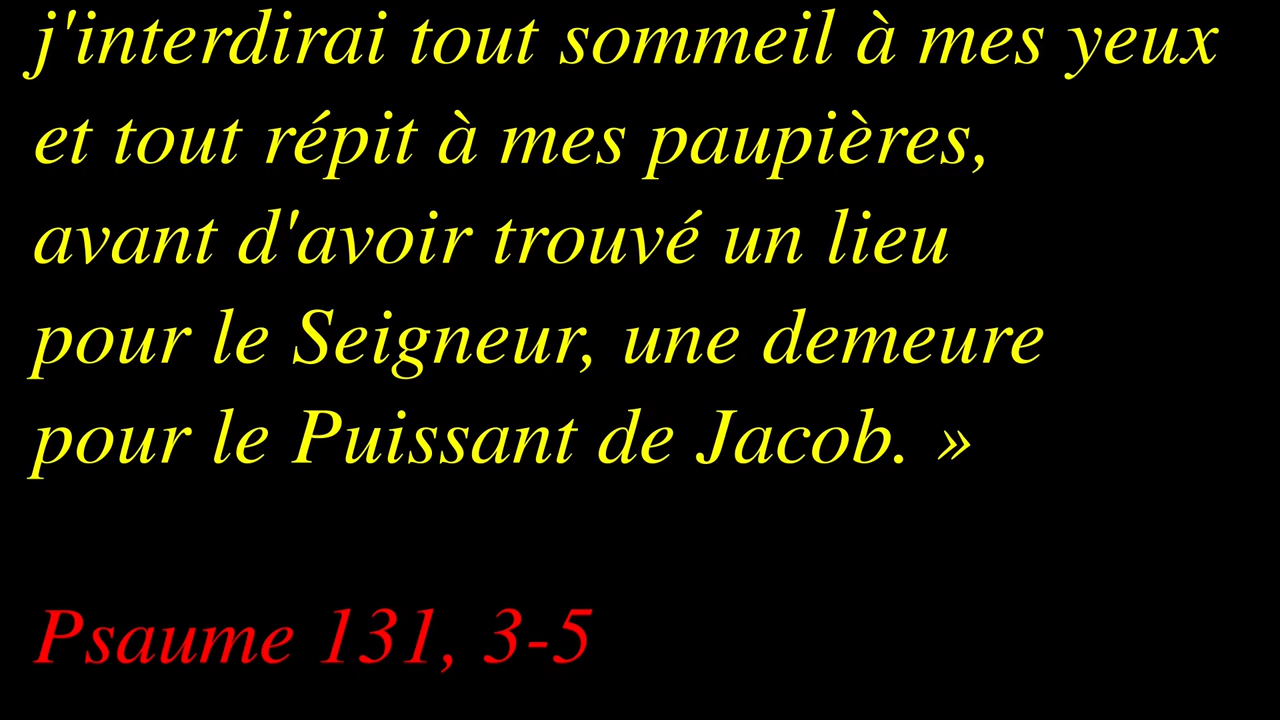 j'interdirai tout sommeil à mes yeux
et tout répit à mes paupières,
avant d'avoir trouvé un lieu
pour le Seigneur, une demeure
pour le Puissant de Jacob. »
Psaume 131, 3-5